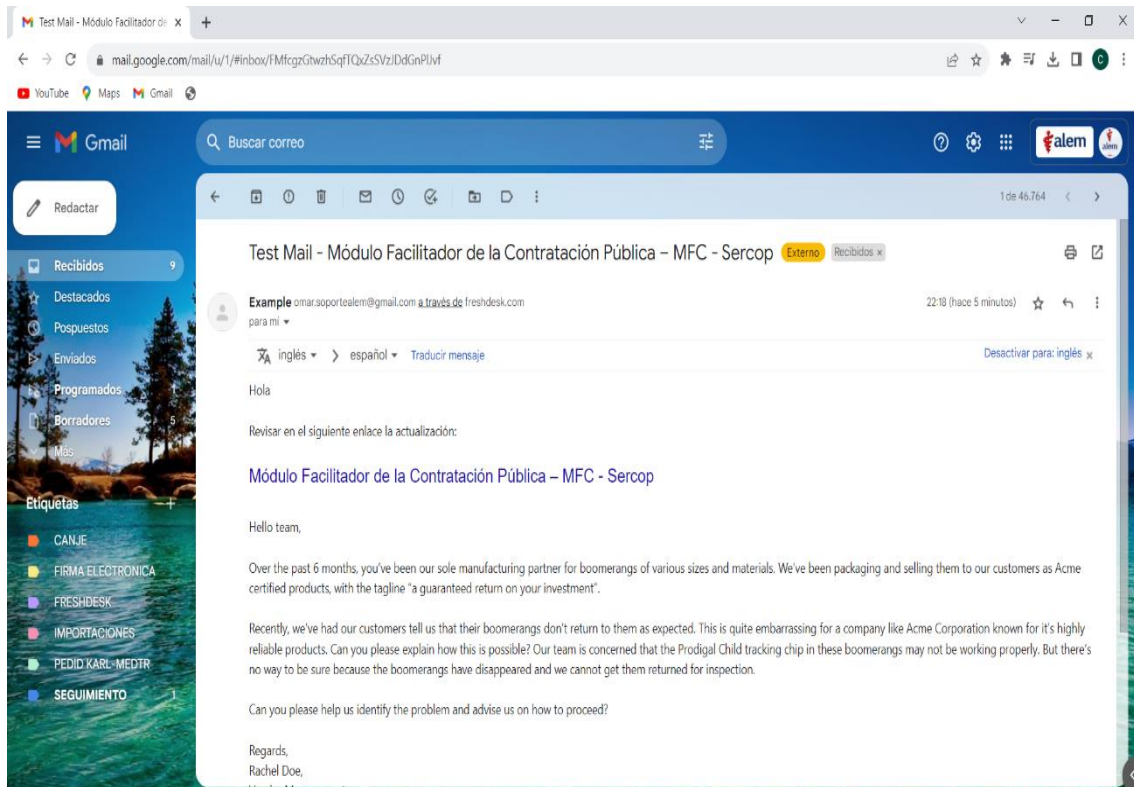 Test Mail - Módulo Facilitador de
mail.google.com/mail/u/1/#inbox/FMfcgzGtwzhSqfTQxZsSVzJDdGnPlJvf
C
YouTube Maps Gmail
Gmail
Buscar correo
alem
alem
Redactar
1 de 46.764
Recibidos 9
Destacados
Pospuestos
Enviados
Programados 1
Borradores 5
Más
Etiquetas
CANJE
FIRMA ELECTRONICA
FRESHDESK
IMPORTACIONES
PEDID KARL-MEDTR
SEGUIMIENTO 1
Test Mail - Módulo Facilitador de la Contratación Pública – MFC - Sercop Externo Recibidos x
Example omar.soportealem@gmail.com a través de freshdesk.com
22:18 (hace 5 minutos)
para mí
inglés español Traducir mensaje
Desactivar para: inglés x
Hola
Revisar en el siguiente enlace la actualización:
Módulo Facilitador de la Contratación Pública – MFC - Sercop
Hello team,
Over the past 6 months, you've been our sole manufacturing partner for boomerangs of various sizes and materials. We've been packaging and selling them to our customers as Acme
certified products, with the tagline "a guaranteed return on your investment".
Recently, we've had our customers tell us that their boomerangs don't return to them as expected. This is quite embarrassing for a company like Acme Corporation known for it's highly
reliable products. Can you please explain how this is possible? Our team is concerned that the Prodigal Child tracking chip in these boomerangs may not be working properly. But there's
no way to be sure because the boomerangs have disappeared and we cannot get them returned for inspection.
Can you please help us identify the problem and advise us on how to proceed?
Regards,
Rachel Doe,